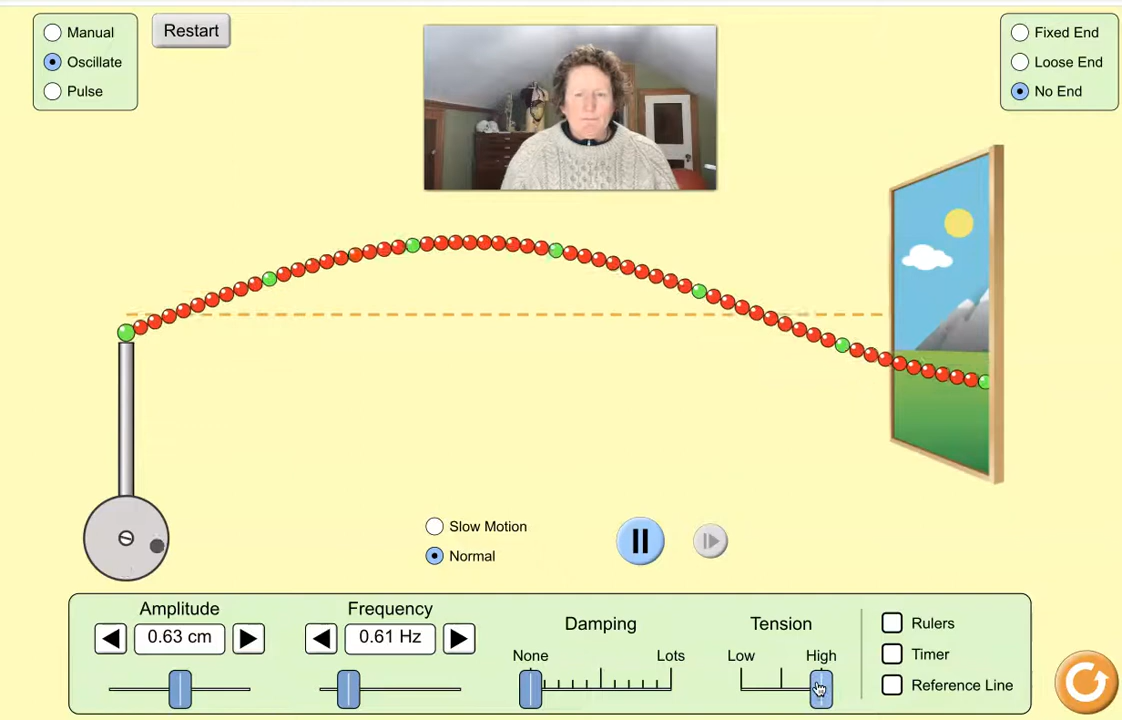 Manual
Oscillate
Pulse
Restart
Fixed End
Loose End
No End
Slow Motion
Normal
Amplitude
0.63 cm
Frequency
0.61 Hz
Damping
None
Lots
Tension
Low
High
Rulers
Timer
Reference Line